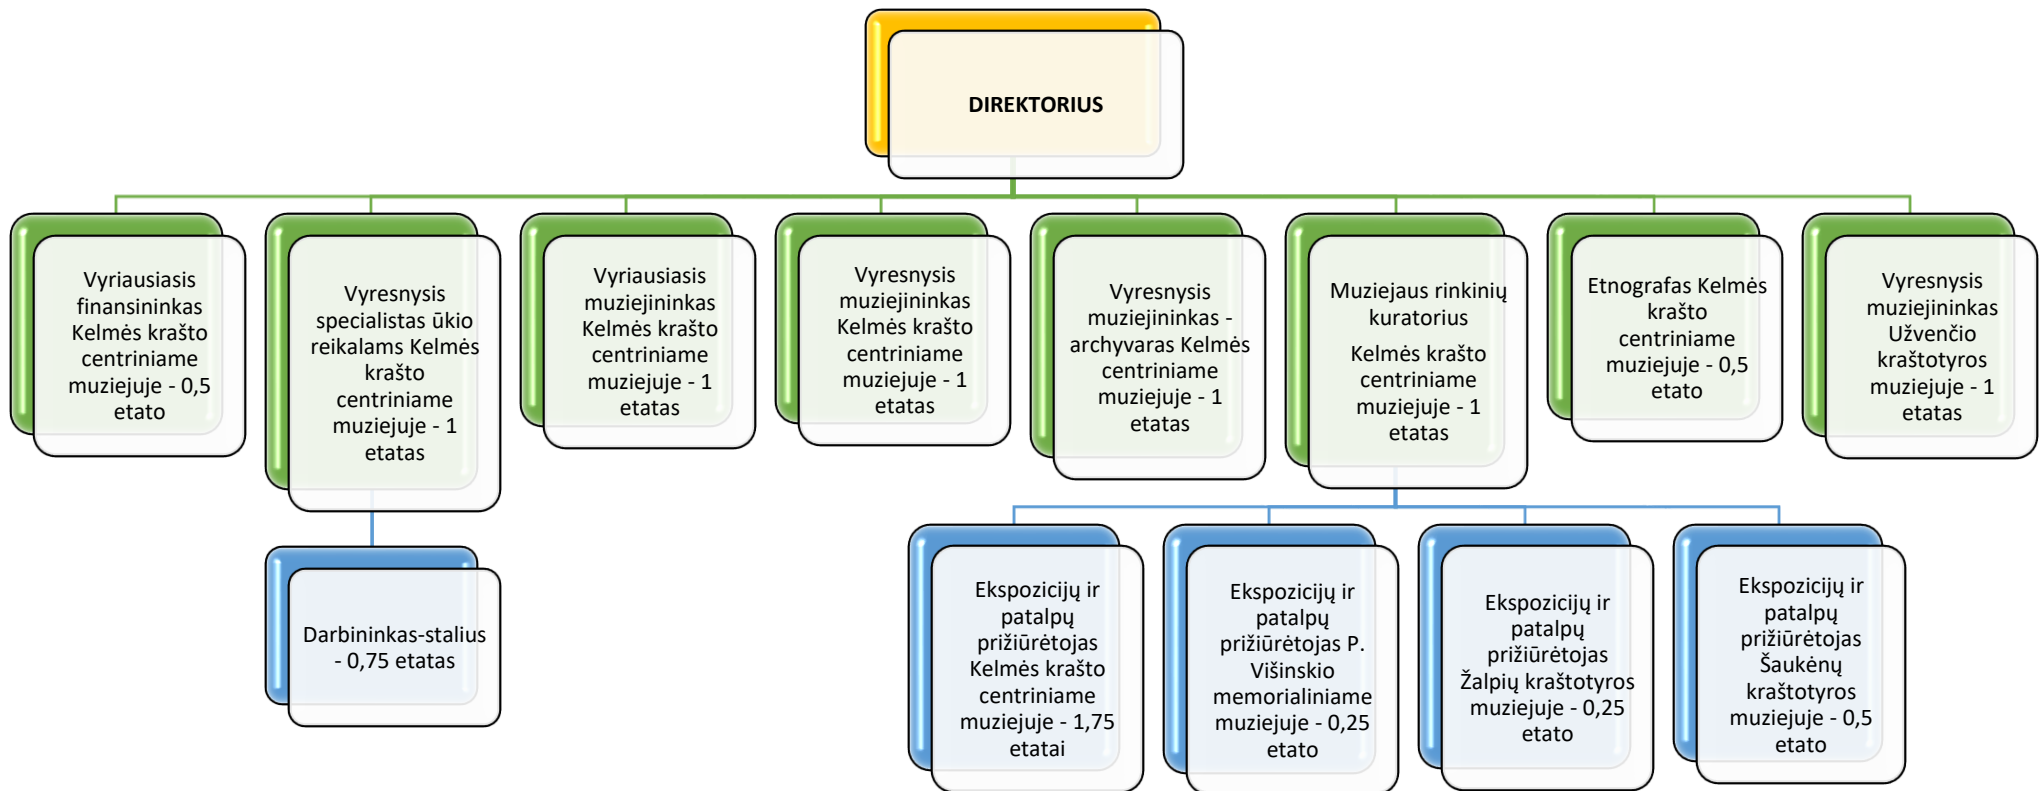 DIREKTORIUS
Vyriausiasis
finansininkas
Kelmės krašto
centriniame
muziejuje - 0,5
etato
Vyresnysis
specialistas ūkio
reikalams Kelmės
krašto
centriniame
muziejuje - 1
etatas
Vyriausiasis
muziejininkas
Kelmės krašto
centriniame
muziejuje - 1
etatas
Vyresnysis
muziejininkas
Kelmės krašto
centriniame
muziejuje - 1
etatas
Vyresnysis
muziejininkas -
archyvaras Kelmės
centriniame
muziejuje - 1
etatas
Muziejaus rinkinių
kuratorius
Kelmės krašto
centriniame
muziejuje - 1
etatas
Etnografas Kelmės
krašto
centriniame
muziejuje - 0,5
etato
Vyresnysis
muziejininkas
Užvenčio
kraštotyros
muziejuje - 1
etatas
Darbininkas-stalius
- 0,75 etatas
Ekspozicijų ir
patalpų
prižiūrėtojas
Kelmės krašto
centriniame
muziejuje - 1,75
etatai
Ekspozicijų ir
patalpų
prižiūrėtojas P.
Višinskio
memorialiniame
muziejuje - 0,25
etato
Ekspozicijų ir
patalpų
prižiūrėtojas
Žalpių kraštotyros
muziejuje - 0,25
etato
Ekspozicijų ir
patalpų
prižiūrėtojas
Šaukėnų
kraštotyros
muziejuje - 0,5
etato